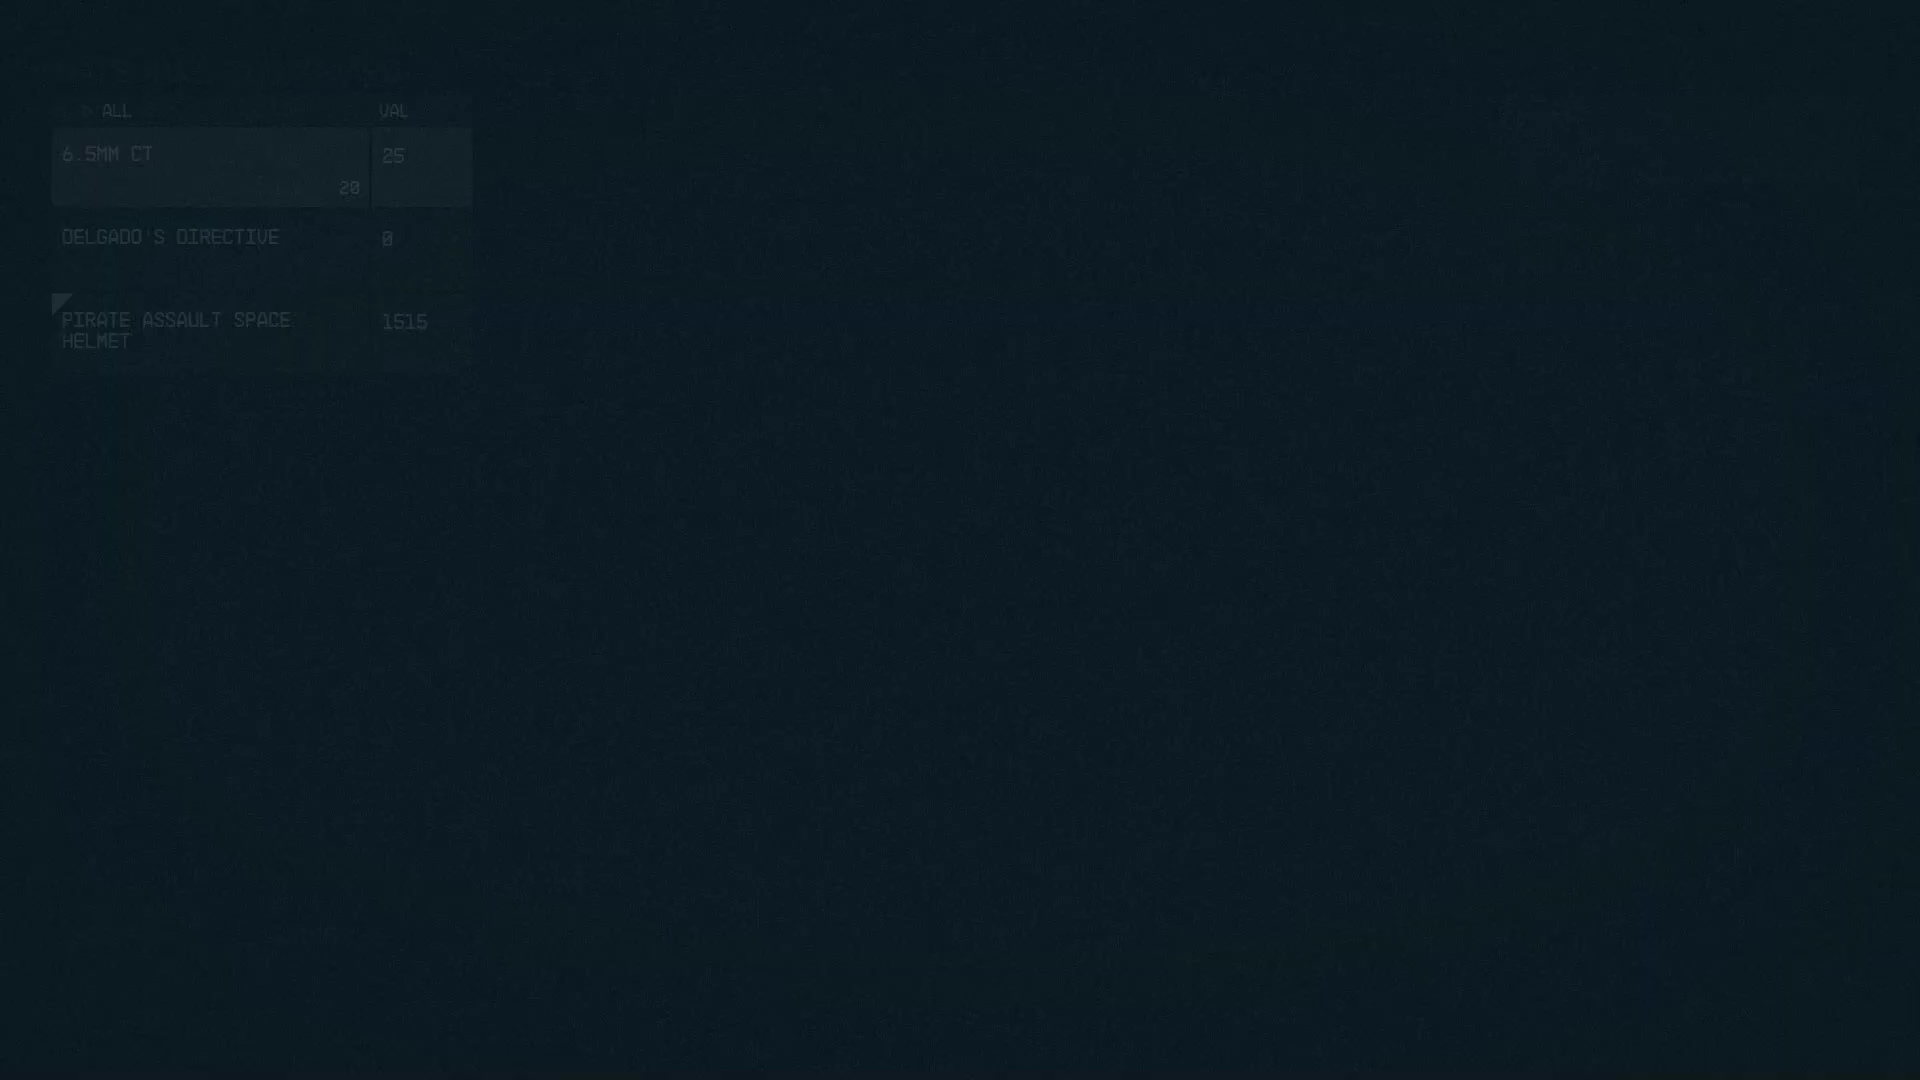 ALL VAL
6.5MM CT 25
20
DELGADO'S DIRECTIVE 0
PIRATE ASSAULT SPACE 1515
HELMET